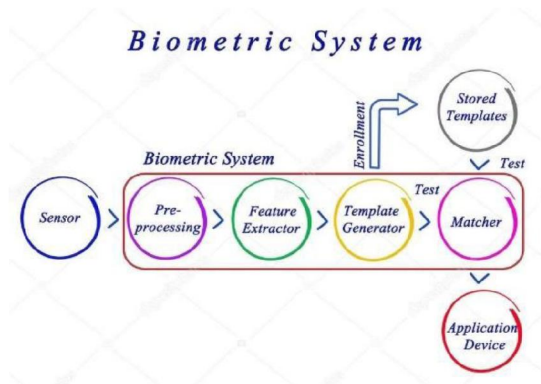 Biometric System
Stored
Templates
Enrollment
Test
Biometric System
Test
Sensor
Pre-
processing
Feature
Extractor
Template
Generator
Matcher
Application
Device